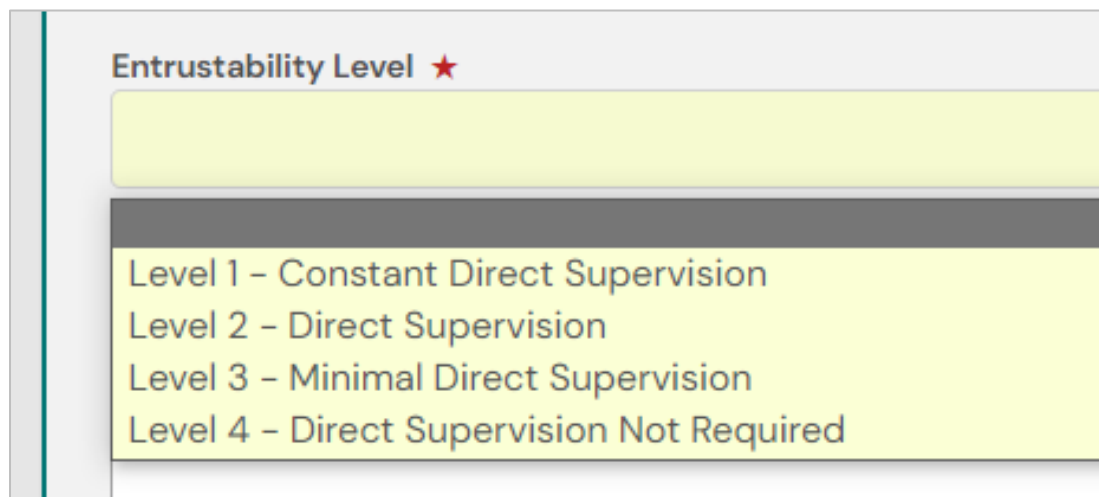 Entrustability Level ★
Level 1 – Constant Direct Supervision
Level 2 – Direct Supervision
Level 3 – Minimal Direct Supervision
Level 4 – Direct Supervision Not Required